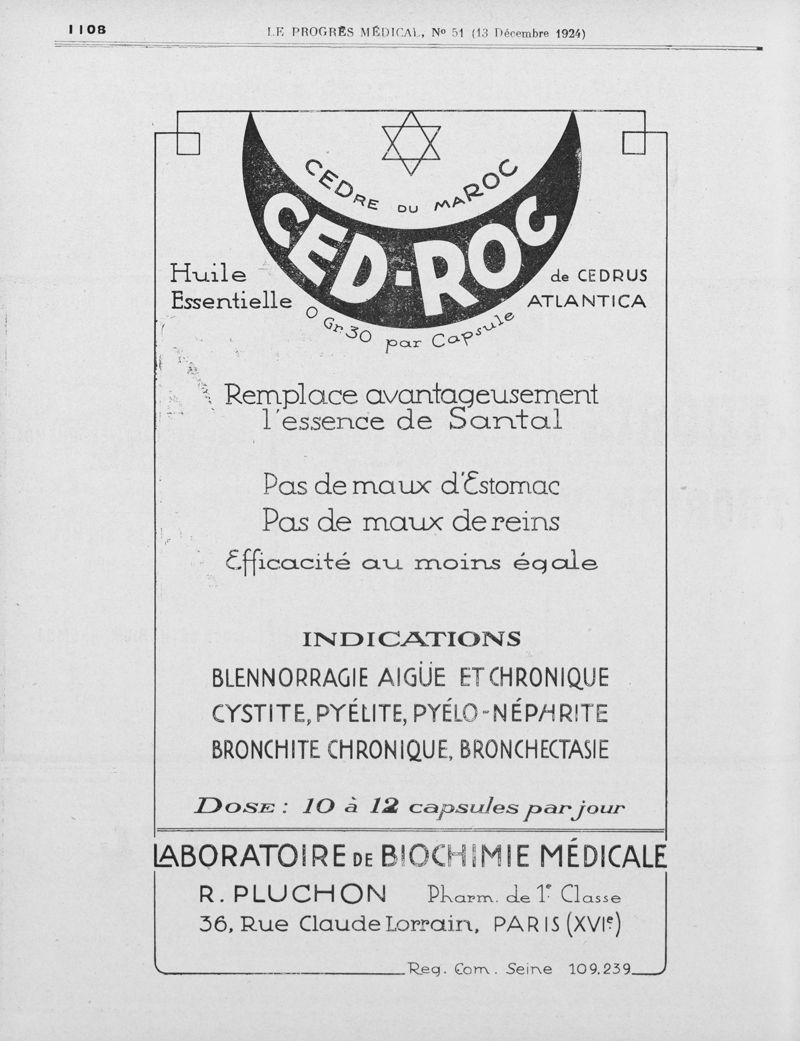 1108
LE PROGRÈS MÉDICAL, No 51 (13 Décembre 1924)
CEDRE DU MAROC
CED-ROC
Huile
Essentielle
de CEDRUS
ATLANTICA
0 Gr. 30 par Capsule
Remplace avantageusement
l'essence de Santal
Pas de maux d'Estomac
Pas de maux de reins
Efficacité au moins égale
INDICATIONS
BLENNORRAGIE AIGÜE ET CHRONIQUE
CYSTITE, PYÉLITE, PYÉLO-NÉPHRITE
BRONCHITE CHRONIQUE, BRONCHECTASIE
DOSE : 10 à 12 capsules par jour
LABORATOIRE DE BIOCHIMIE MÉDICALE
R. PLUCHON Pharm. de 1e Classe
36, Rue Claude Lorrain, PARIS (XVIe)
Reg. Com. Seine 109.239